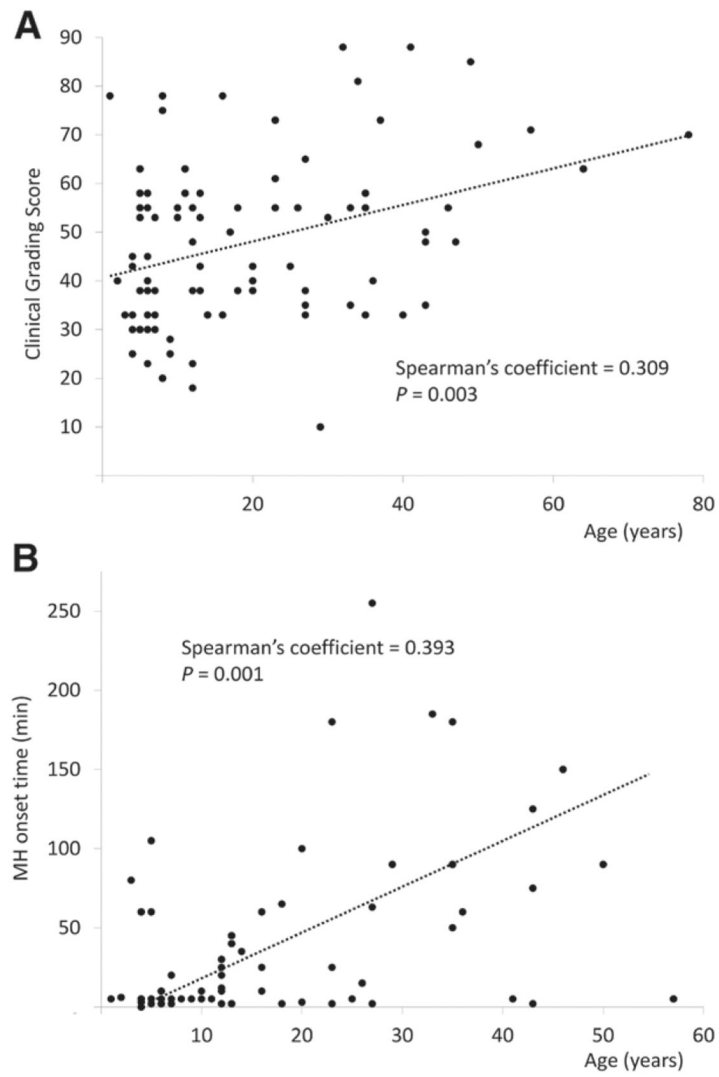 A
90
80
70
60
50
40
30
20
10
Clinical Grading Score
Spearman's coefficient = 0.309
P = 0.003
20 40 60 80
Age (years)
B
250
200
150
100
50
-
MH onset time (min)
Spearman's coefficient = 0.393
P = 0.001
10 20 30 40 50 60
Age (years)